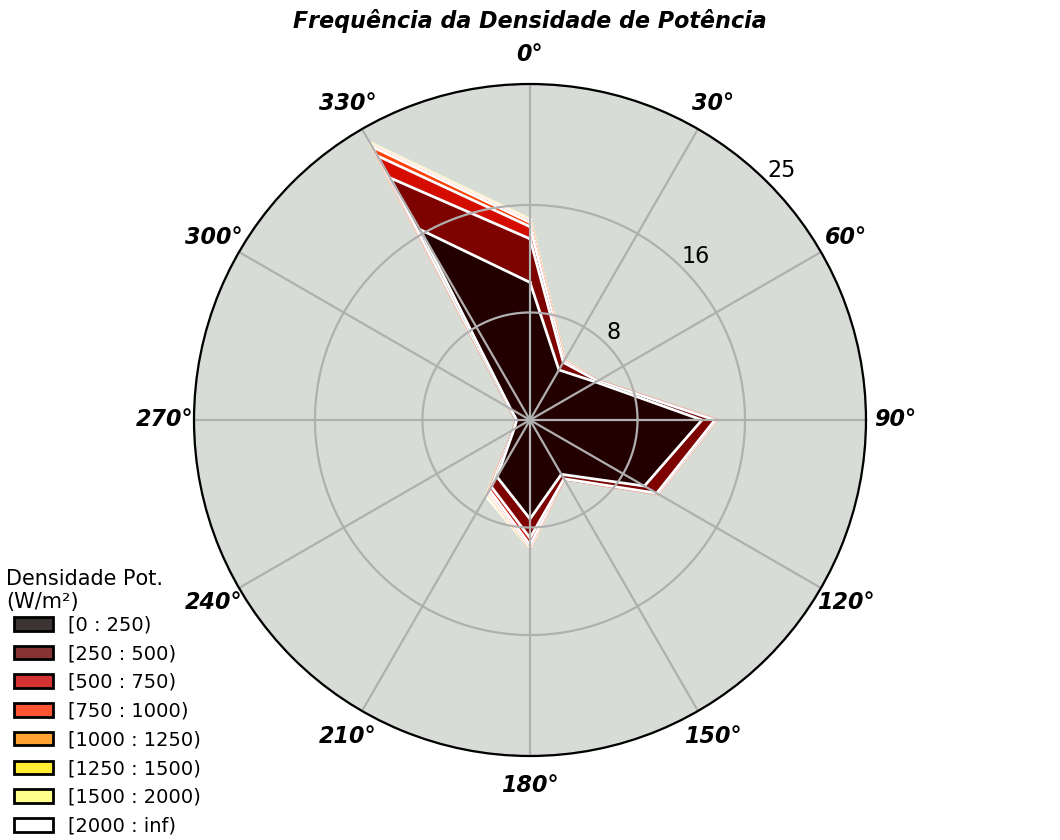 Frequência da Densidade de Potência
0°
330°
30°
25
300°
60°
16
8
270°
90°
240°
120°
210°
150°
180°
Densidade Pot.
(W/m²)
[0 : 250)
[250 : 500)
[500 : 750)
[750 : 1000)
[1000 : 1250)
[1250 : 1500)
[1500 : 2000)
[2000 : inf)